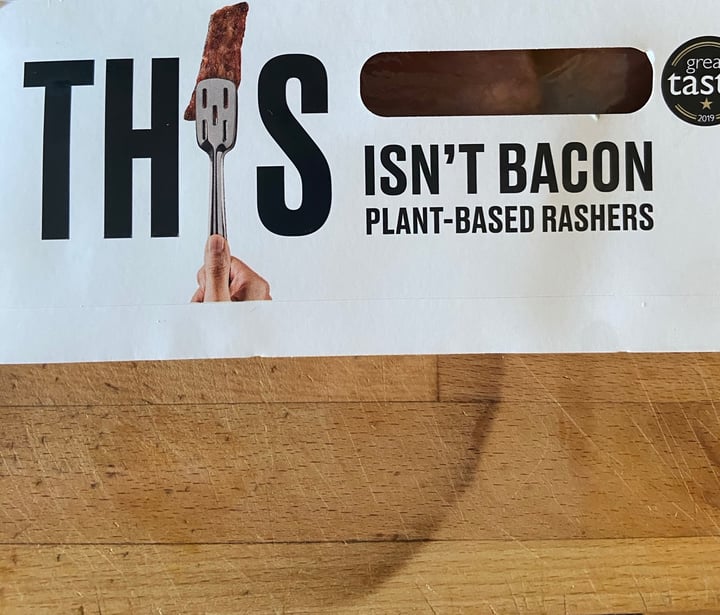 THIS
ISN'T BACON
PLANT-BASED RASHERS
grea
tast
2019